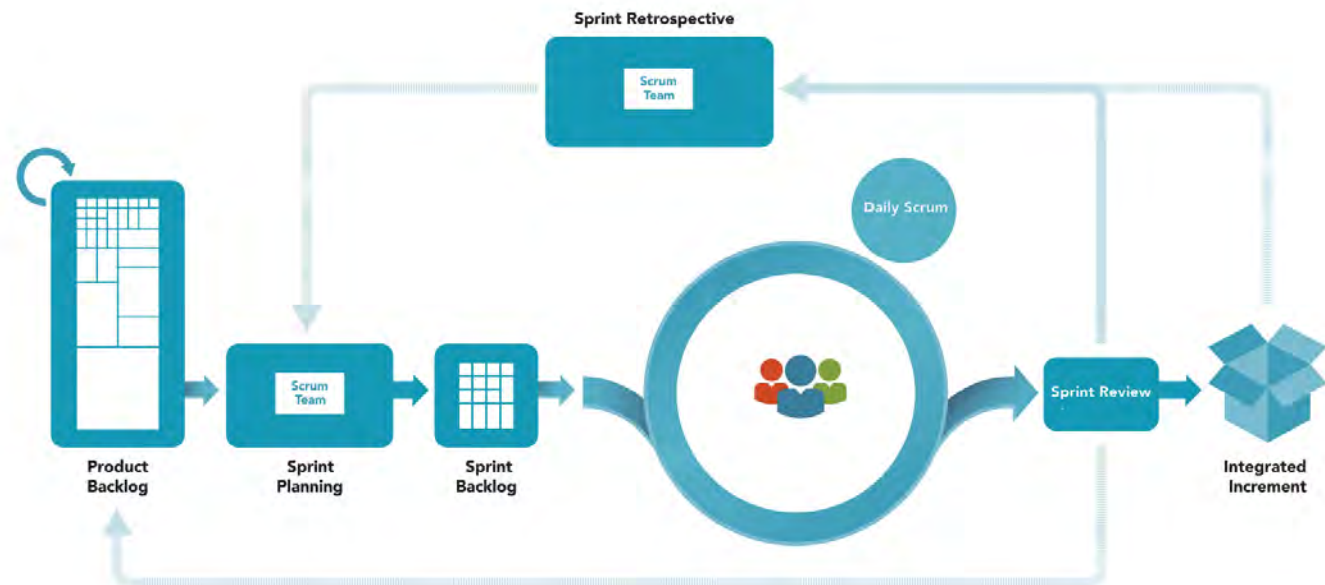 Sprint Retrospective
Scrum
Team
Daily Scrum
Scrum
Team
Sprint Review
Product
Backlog
Sprint
Planning
Sprint
Backlog
Integrated
Increment